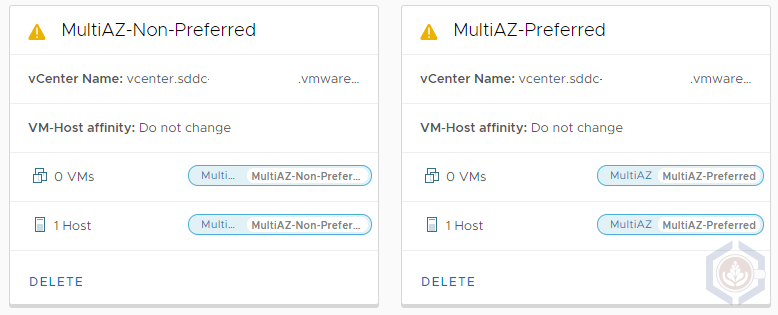 MultiAZ-Non-Preferred
vCenter Name: vcenter.sddc- .vmware...
VM-Host affinity: Do not change
0 VMs Multi... MultiAZ-Non-Prefer...
1 Host Multi... MultiAZ-Non-Prefer...
DELETE
MultiAZ-Preferred
vCenter Name: vcenter.sddc- .vmware...
VM-Host affinity: Do not change
0 VMs MultiAZ MultiAZ-Preferred
1 Host MultiAZ MultiAZ-Preferred
DELETE